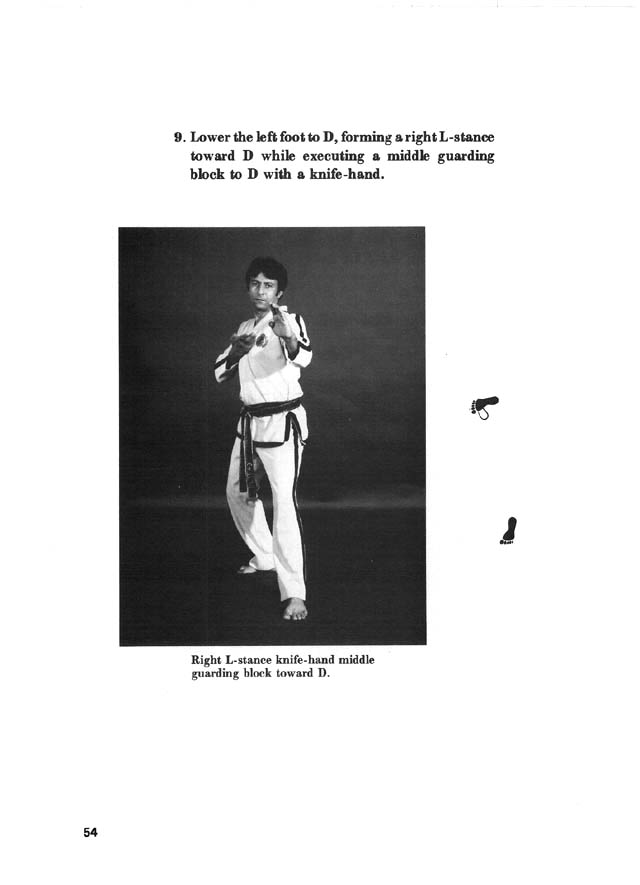 9. Lower the left foot to D, forming a right L-stance
toward D while executing a middle guarding
block to D with a knife-hand.
Right L-stance knife-hand middle
guarding block toward D.
54